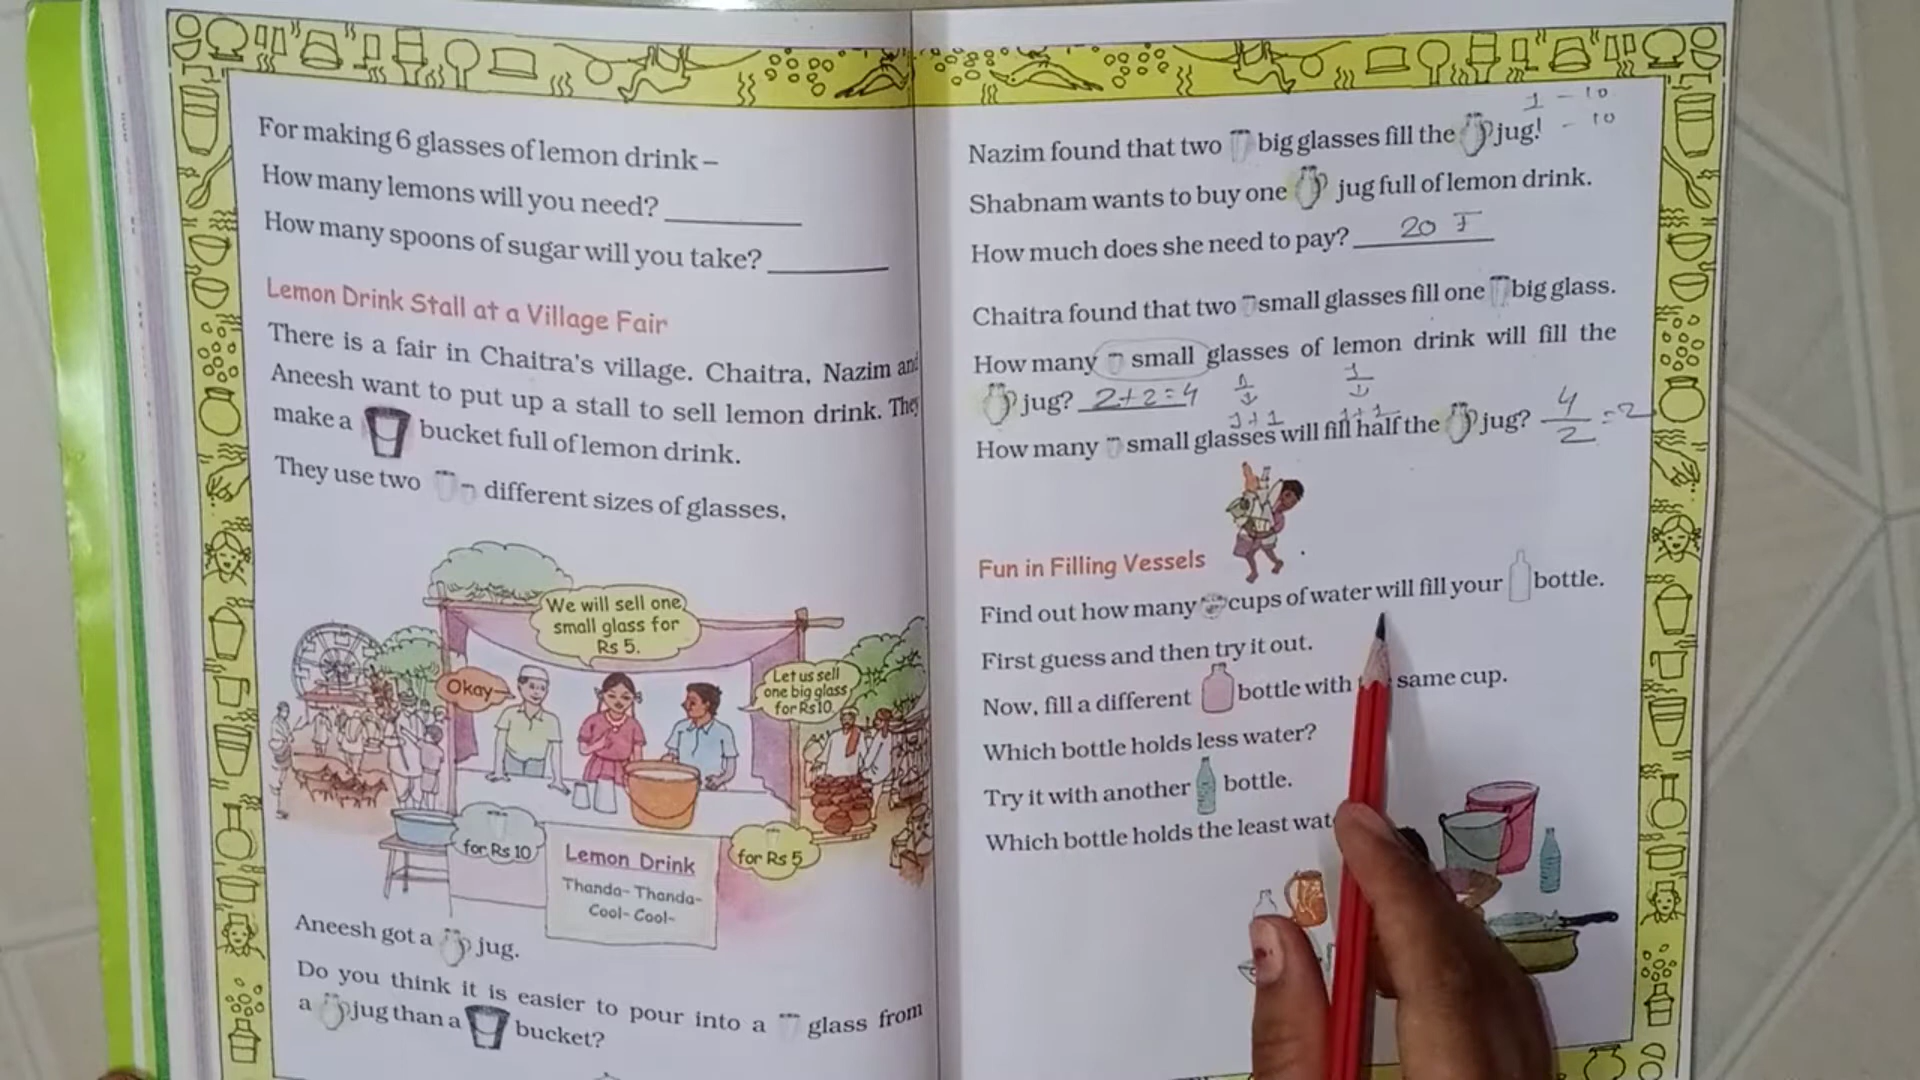 For making 6 glasses of lemon drink –
How many lemons will you need? ________
How many spoons of sugar will you take? ________
Lemon Drink Stall at a Village Fair
There is a fair in Chaitra's village. Chaitra, Nazim and
Aneesh want to put up a stall to sell lemon drink. They
make a bucket full of lemon drink.
They use two different sizes of glasses.
We will sell one
small glass for
Rs 5.
Okay
Let us sell
one big glass
for Rs10.
for Rs 10
Lemon Drink
Thanda- Thanda-
Cool- Cool-
for Rs 5
Aneesh got a jug.
Do you think it is easier to pour into a glass from
a jug than a bucket?
1 - 10
Nazim found that two big glasses fill the jug! - 10
Shabnam wants to buy one jug full of lemon drink.
How much does she need to pay? 20 ₹
Chaitra found that two small glasses fill one big glass.
How many small glasses of lemon drink will fill the
jug? 2+2=4
1 1
↓ ↓
1+1 1+1
How many small glasses will fill half the jug? 4/2 = 2
Fun in Filling Vessels
Find out how many cups of water will fill your bottle.
First guess and then try it out.
Now, fill a different bottle with same cup.
Which bottle holds less water?
Try it with another bottle.
Which bottle holds the least